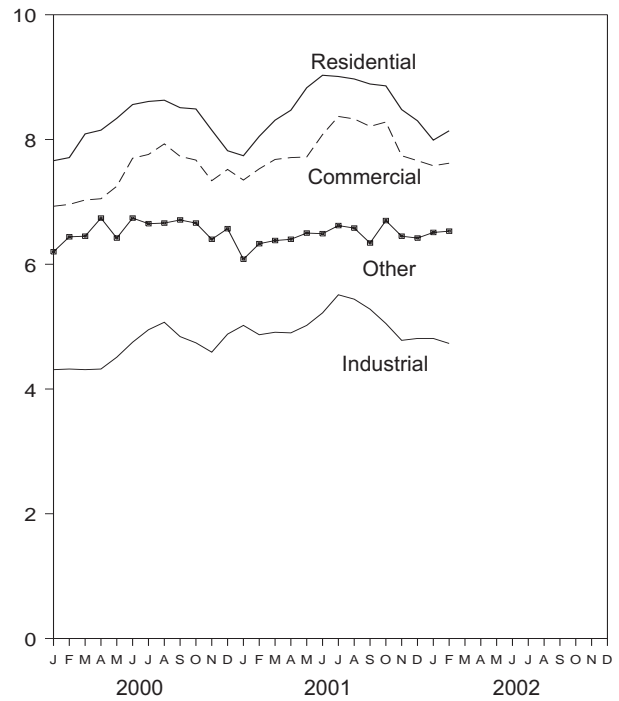 10
Residential
8
Commercial
6
Other
Industrial
4
2
0
J F M A M J J A S O N D J F M A M J J A S O N D J F M A M J J A S O N D
2000 2001 2002